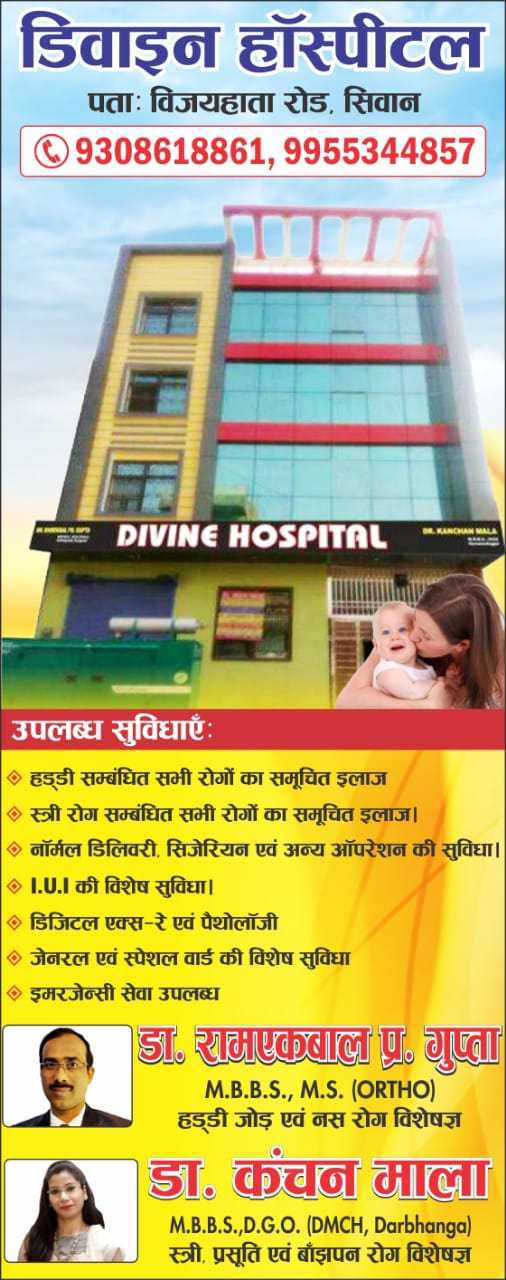 डिवाइन हॉस्पीटल
पताः विजयहाता रोड, सिवान
9308618861, 9955344857
DR. KANCHAN MALA
DIVINE HOSPITAL
उपलब्ध सुविधाएँः
हड्डी सम्बंधित सभी रोगों का समूचित इलाज
स्त्री रोग सम्बंधित सभी रोगों का समूचित इलाज।
नॉर्मल डिलिवरी, सिजेरियन एवं अन्य ऑपरेशन की सुविधा।
I.U.I की विशेष सुविधा।
डिजिटल एक्स-रे एवं पैथोलॉजी
जेनरल एवं स्पेशल वार्ड की विशेष सुविधा
इमरजेन्सी सेवा उपलब्ध
डा. रामएकबाल प्र. गुप्ता
M.B.B.S., M.S. (ORTHO)
हड्डी जोड़ एवं नस रोग विशेषज्ञ
डा. कंचन माला
M.B.B.S.,D.G.O. (DMCH, Darbhanga)
स्त्री, प्रसूति एवं बाँझपन रोग विशेषज्ञ